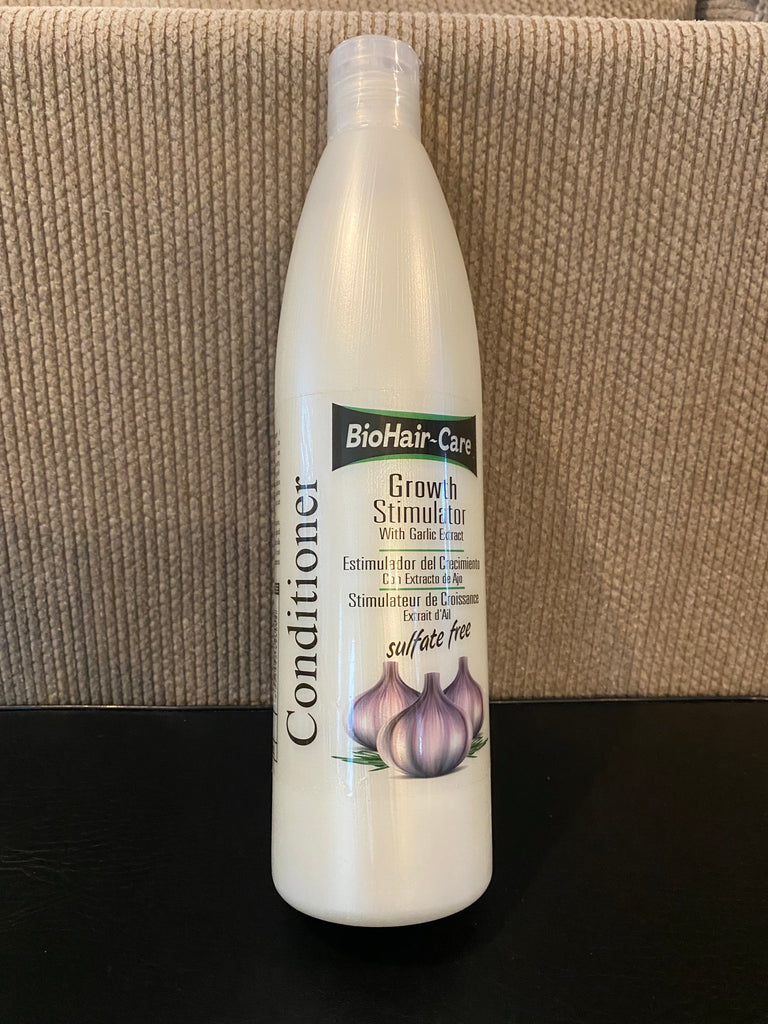 BioHair-Care
Growth
Stimulator
With Garlic Extract
Estimulador del Crecimiento
Con Extracto de Ajo
Stimulateur de Croissance
Extrait d'Ail
sulfate free
Conditioner